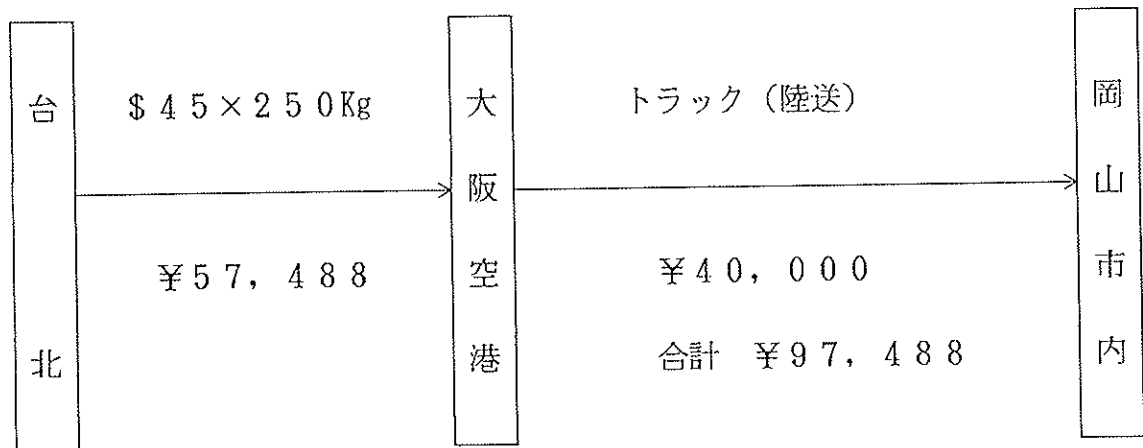 台北
$45×250Kg
¥57,488
大阪空港
トラック(陸送)
¥40,000
合計 ¥97,488
岡山市内